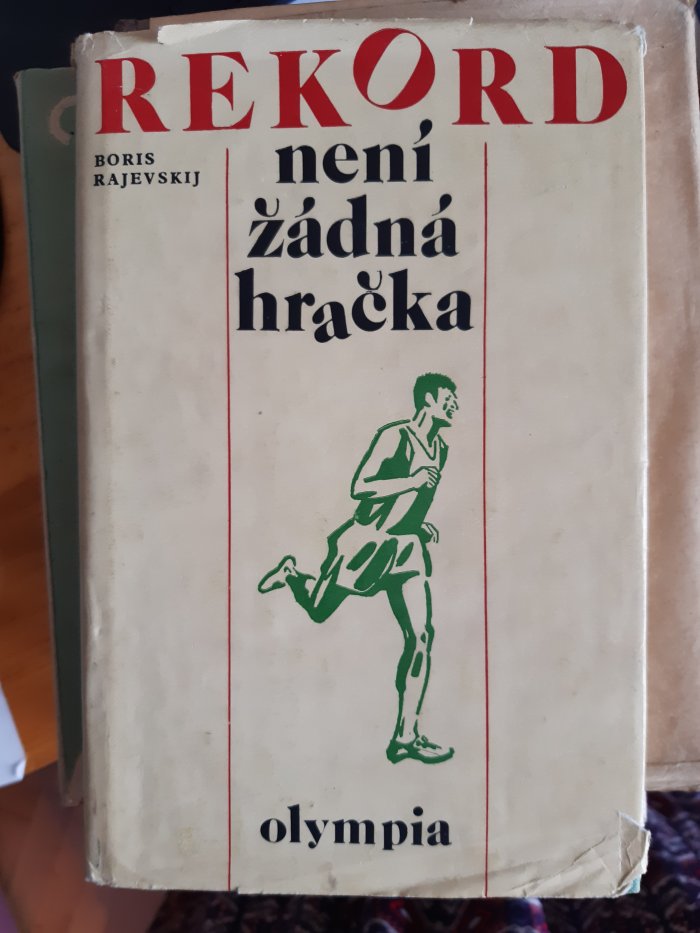 REKORD
BORIS
RAJEVSKIJ
není
žádná
hračka
olympia